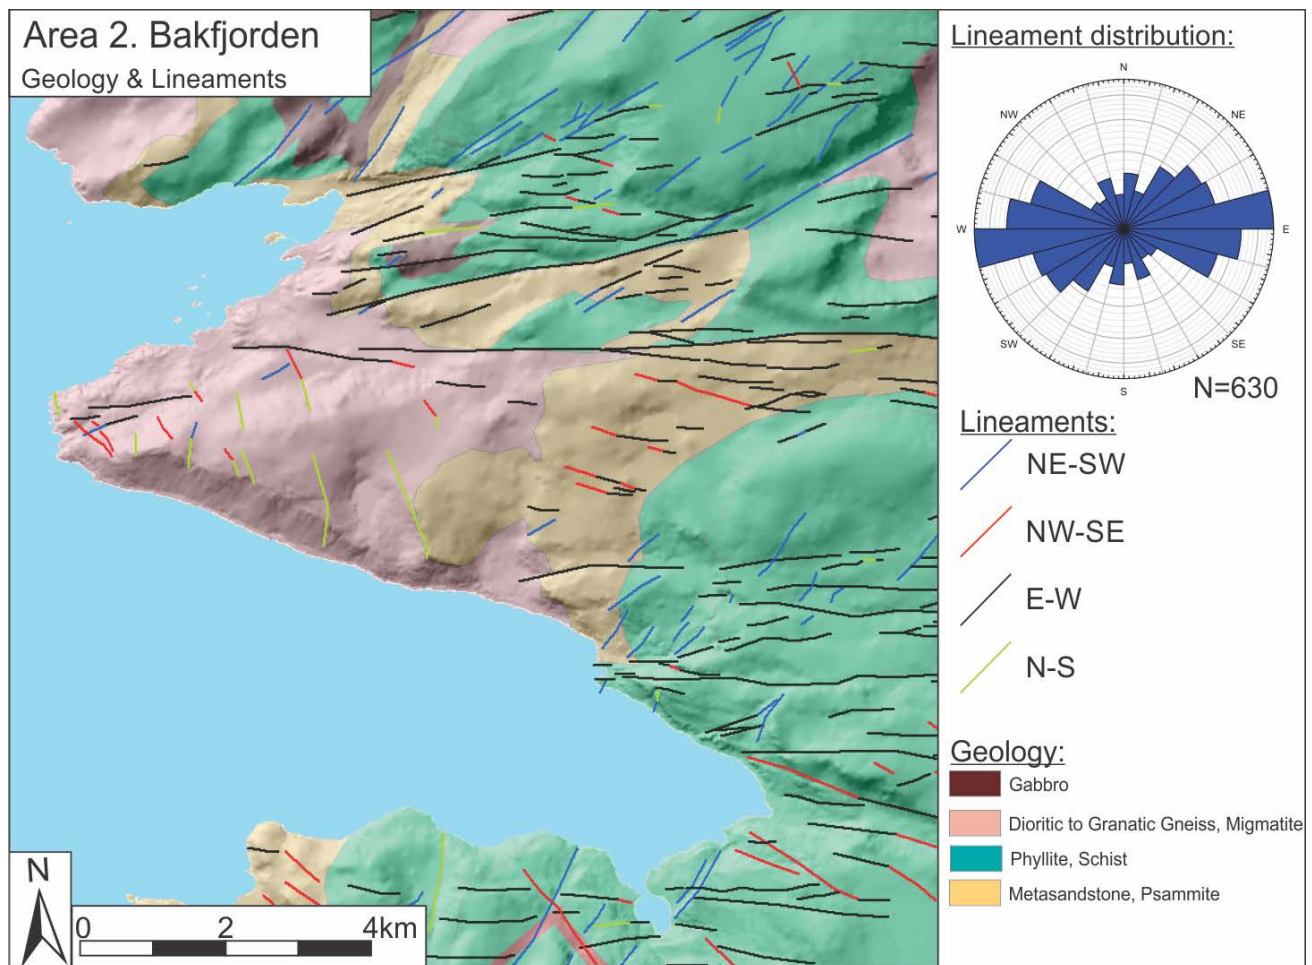 Area 2. Bakfjorden
Geology & Lineaments
Lineament distribution:
N
NW
NE
W
E
SW
SE
S
N=630
Lineaments:
NE-SW
NW-SE
E-W
N-S
Geology:
Gabbro
Dioritic to Granatic Gneiss, Migmatite
Phyllite, Schist
Metasandstone, Psammite
N
0 2 4km